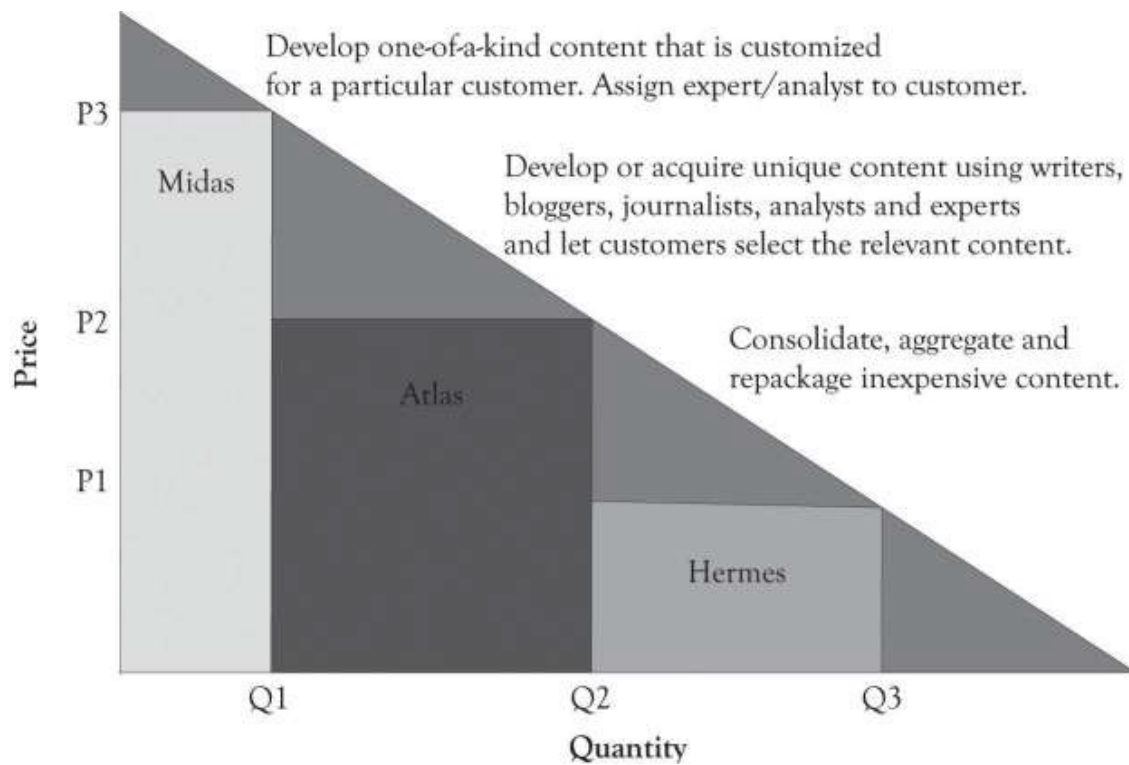 Develop one-of-a-kind content that is customized
for a particular customer. Assign expert/analyst to customer.
P3
Midas
Develop or acquire unique content using writers,
bloggers, journalists, analysts and experts
and let customers select the relevant content.
P2
Price
Consolidate, aggregate and
repackage inexpensive content.
Atlas
P1
Hermes
Q1
Q2
Q3
Quantity